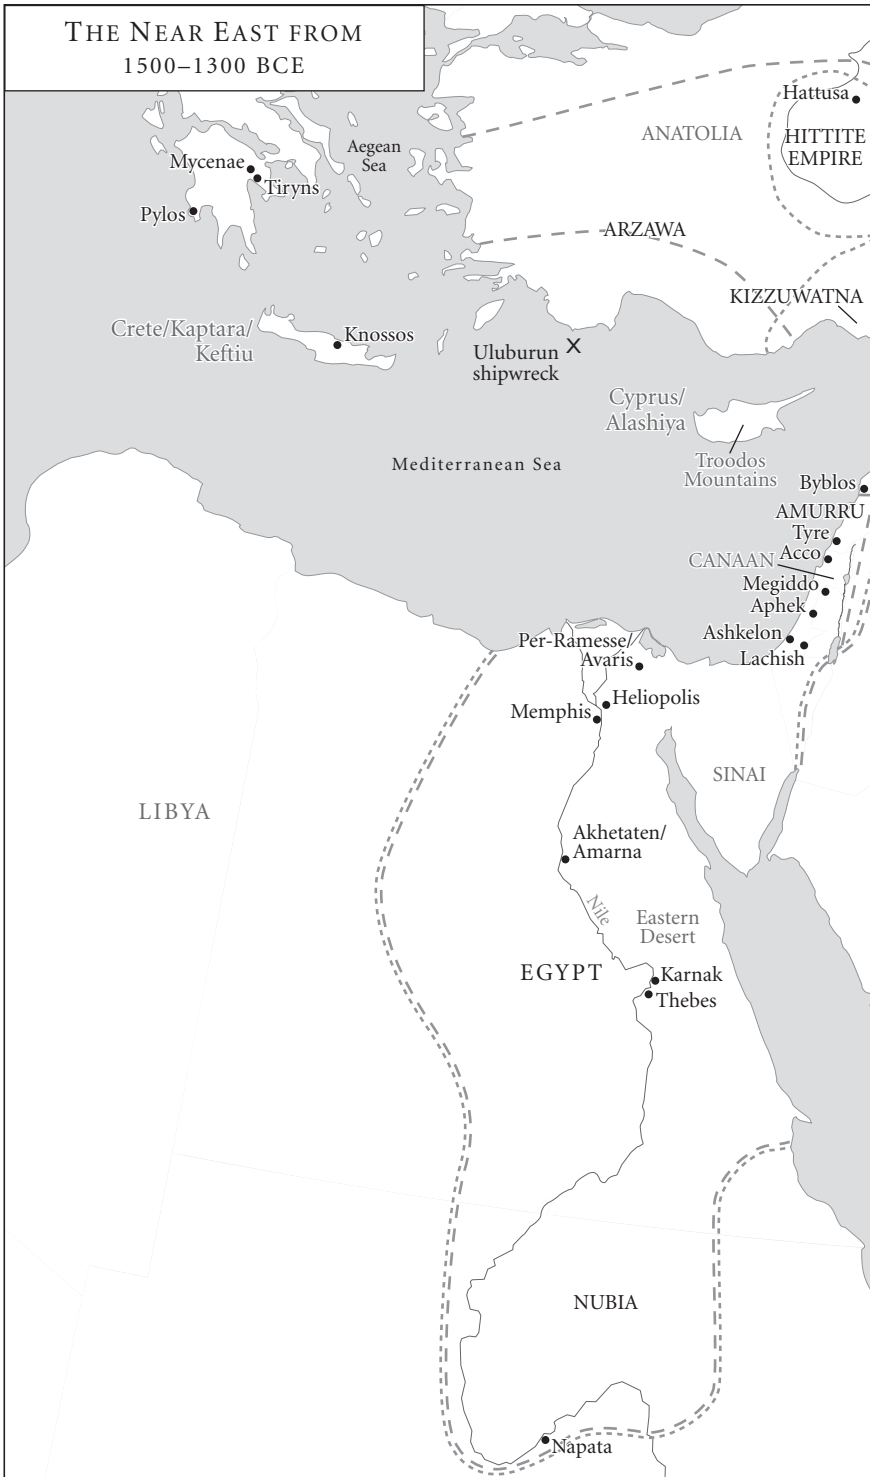 THE NEAR EAST FROM
1500–1300 BCE
Hattusa
ANATOLIA
HITTITE
EMPIRE
Aegean
Sea
Mycenae
Tiryns
Pylos
ARZAWA
KIZZUWATNA
Crete/Kaptara/
Keftiu
Knossos
Uluburun
shipwreck
X
Cyprus/
Alashiya
Troodos
Mountains
Mediterranean Sea
Byblos
AMURRU
Tyre
Acco
CANAAN
Megiddo
Aphek
Ashkelon
Lachish
Per-Ramesse/
Avaris
Heliopolis
Memphis
SINAI
LIBYA
Akhetaten/
Amarna
Nile
Eastern
Desert
EGYPT
Karnak
Thebes
NUBIA
Napata